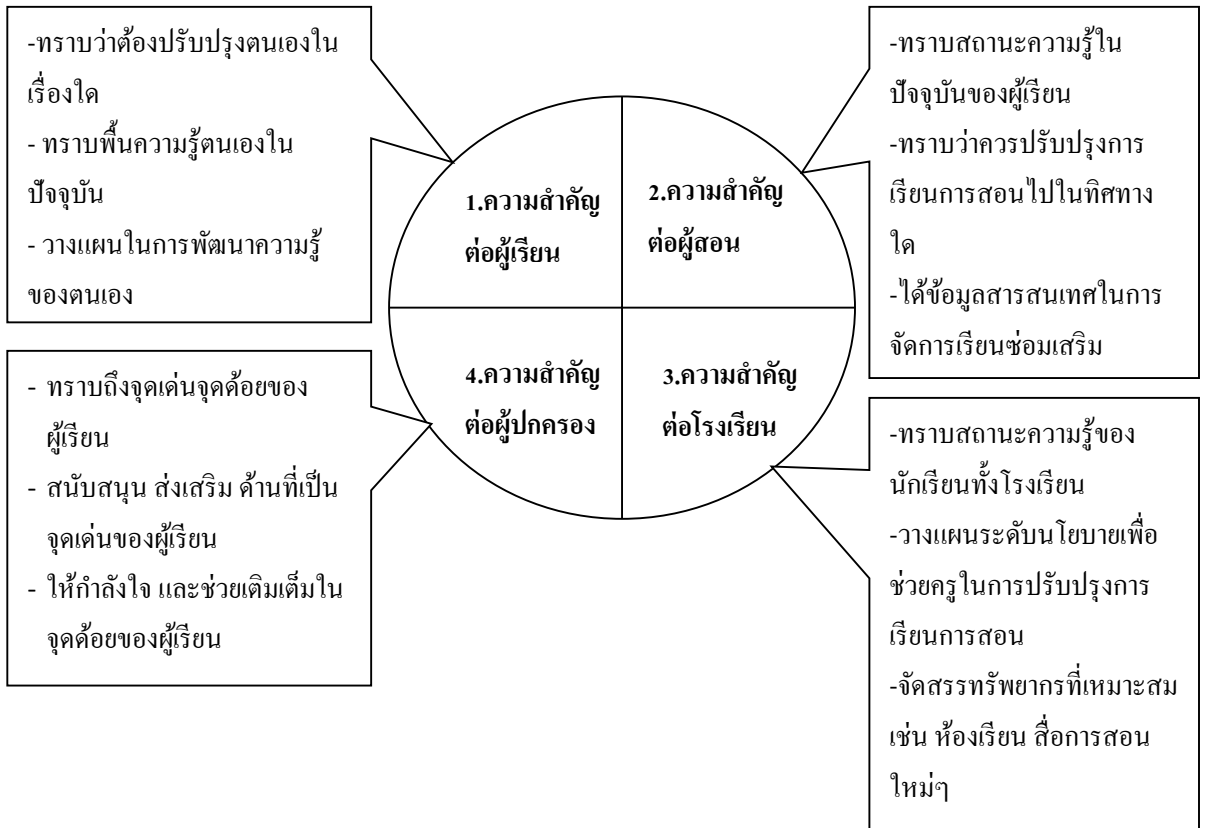 -ทราบว่าต้องปรับปรุงตนเองใน
เรื่องใด
- ทราบพื้นความรู้ตนเองใน
ปัจจุบัน
- วางแผนในการพัฒนาความรู้
ของตนเอง
1.ความสำคัญ
ต่อผู้เรียน
2.ความสำคัญ
ต่อผู้สอน
-ทราบสถานะความรู้ใน
ปัจจุบันของผู้เรียน
-ทราบว่าควรปรับปรุงการ
เรียนการสอนไปในทิศทาง
ใด
-ได้ข้อมูลสารสนเทศในการ
จัดการเรียนซ่อมเสริม
- ทราบถึงจุดเด่นจุดด้อยของ
ผู้เรียน
- สนับสนุน ส่งเสริม ด้านที่เป็น
จุดเด่นของผู้เรียน
- ให้กำลังใจ และช่วยเติมเต็มใน
จุดด้อยของผู้เรียน
4.ความสำคัญ
ต่อผู้ปกครอง
3.ความสำคัญ
ต่อโรงเรียน
-ทราบสถานะความรู้ของ
นักเรียนทั้งโรงเรียน
-วางแผนระดับนโยบายเพื่อ
ช่วยครูในการปรับปรุงการ
เรียนการสอน
-จัดสรรทรัพยากรที่เหมาะสม
เช่น ห้องเรียน สื่อการสอน
ใหม่ๆ